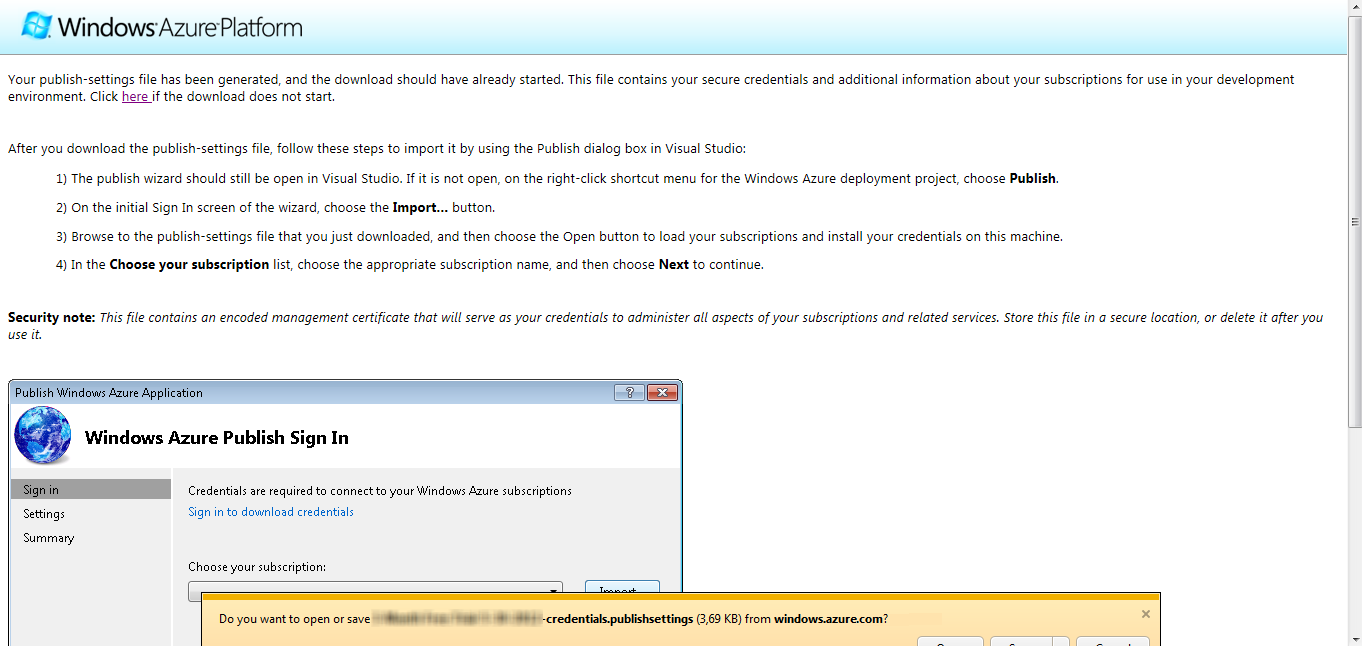 Windows Azure Platform
Your publish-settings file has been generated, and the download should have already started. This file contains your secure credentials and additional information about your subscriptions for use in your development
environment. Click here if the download does not start.
After you download the publish-settings file, follow these steps to import it by using the Publish dialog box in Visual Studio:
1) The publish wizard should still be open in Visual Studio. If it is not open, on the right-click shortcut menu for the Windows Azure deployment project, choose Publish.
2) On the initial Sign In screen of the wizard, choose the Import... button.
3) Browse to the publish-settings file that you just downloaded, and then choose the Open button to load your subscriptions and install your credentials on this machine.
4) In the Choose your subscription list, choose the appropriate subscription name, and then choose Next to continue.
Security note: This file contains an encoded management certificate that will serve as your credentials to administer all aspects of your subscriptions and related services. Store this file in a secure location, or delete it after you
use it.
Publish Windows Azure Application
Windows Azure Publish Sign In
Sign in
Credentials are required to connect to your Windows Azure subscriptions
Settings
Sign in to download credentials
Summary
Choose your subscription:
Import...
Do you want to open or save -credentials.publishsettings (3,69 KB) from windows.azure.com?